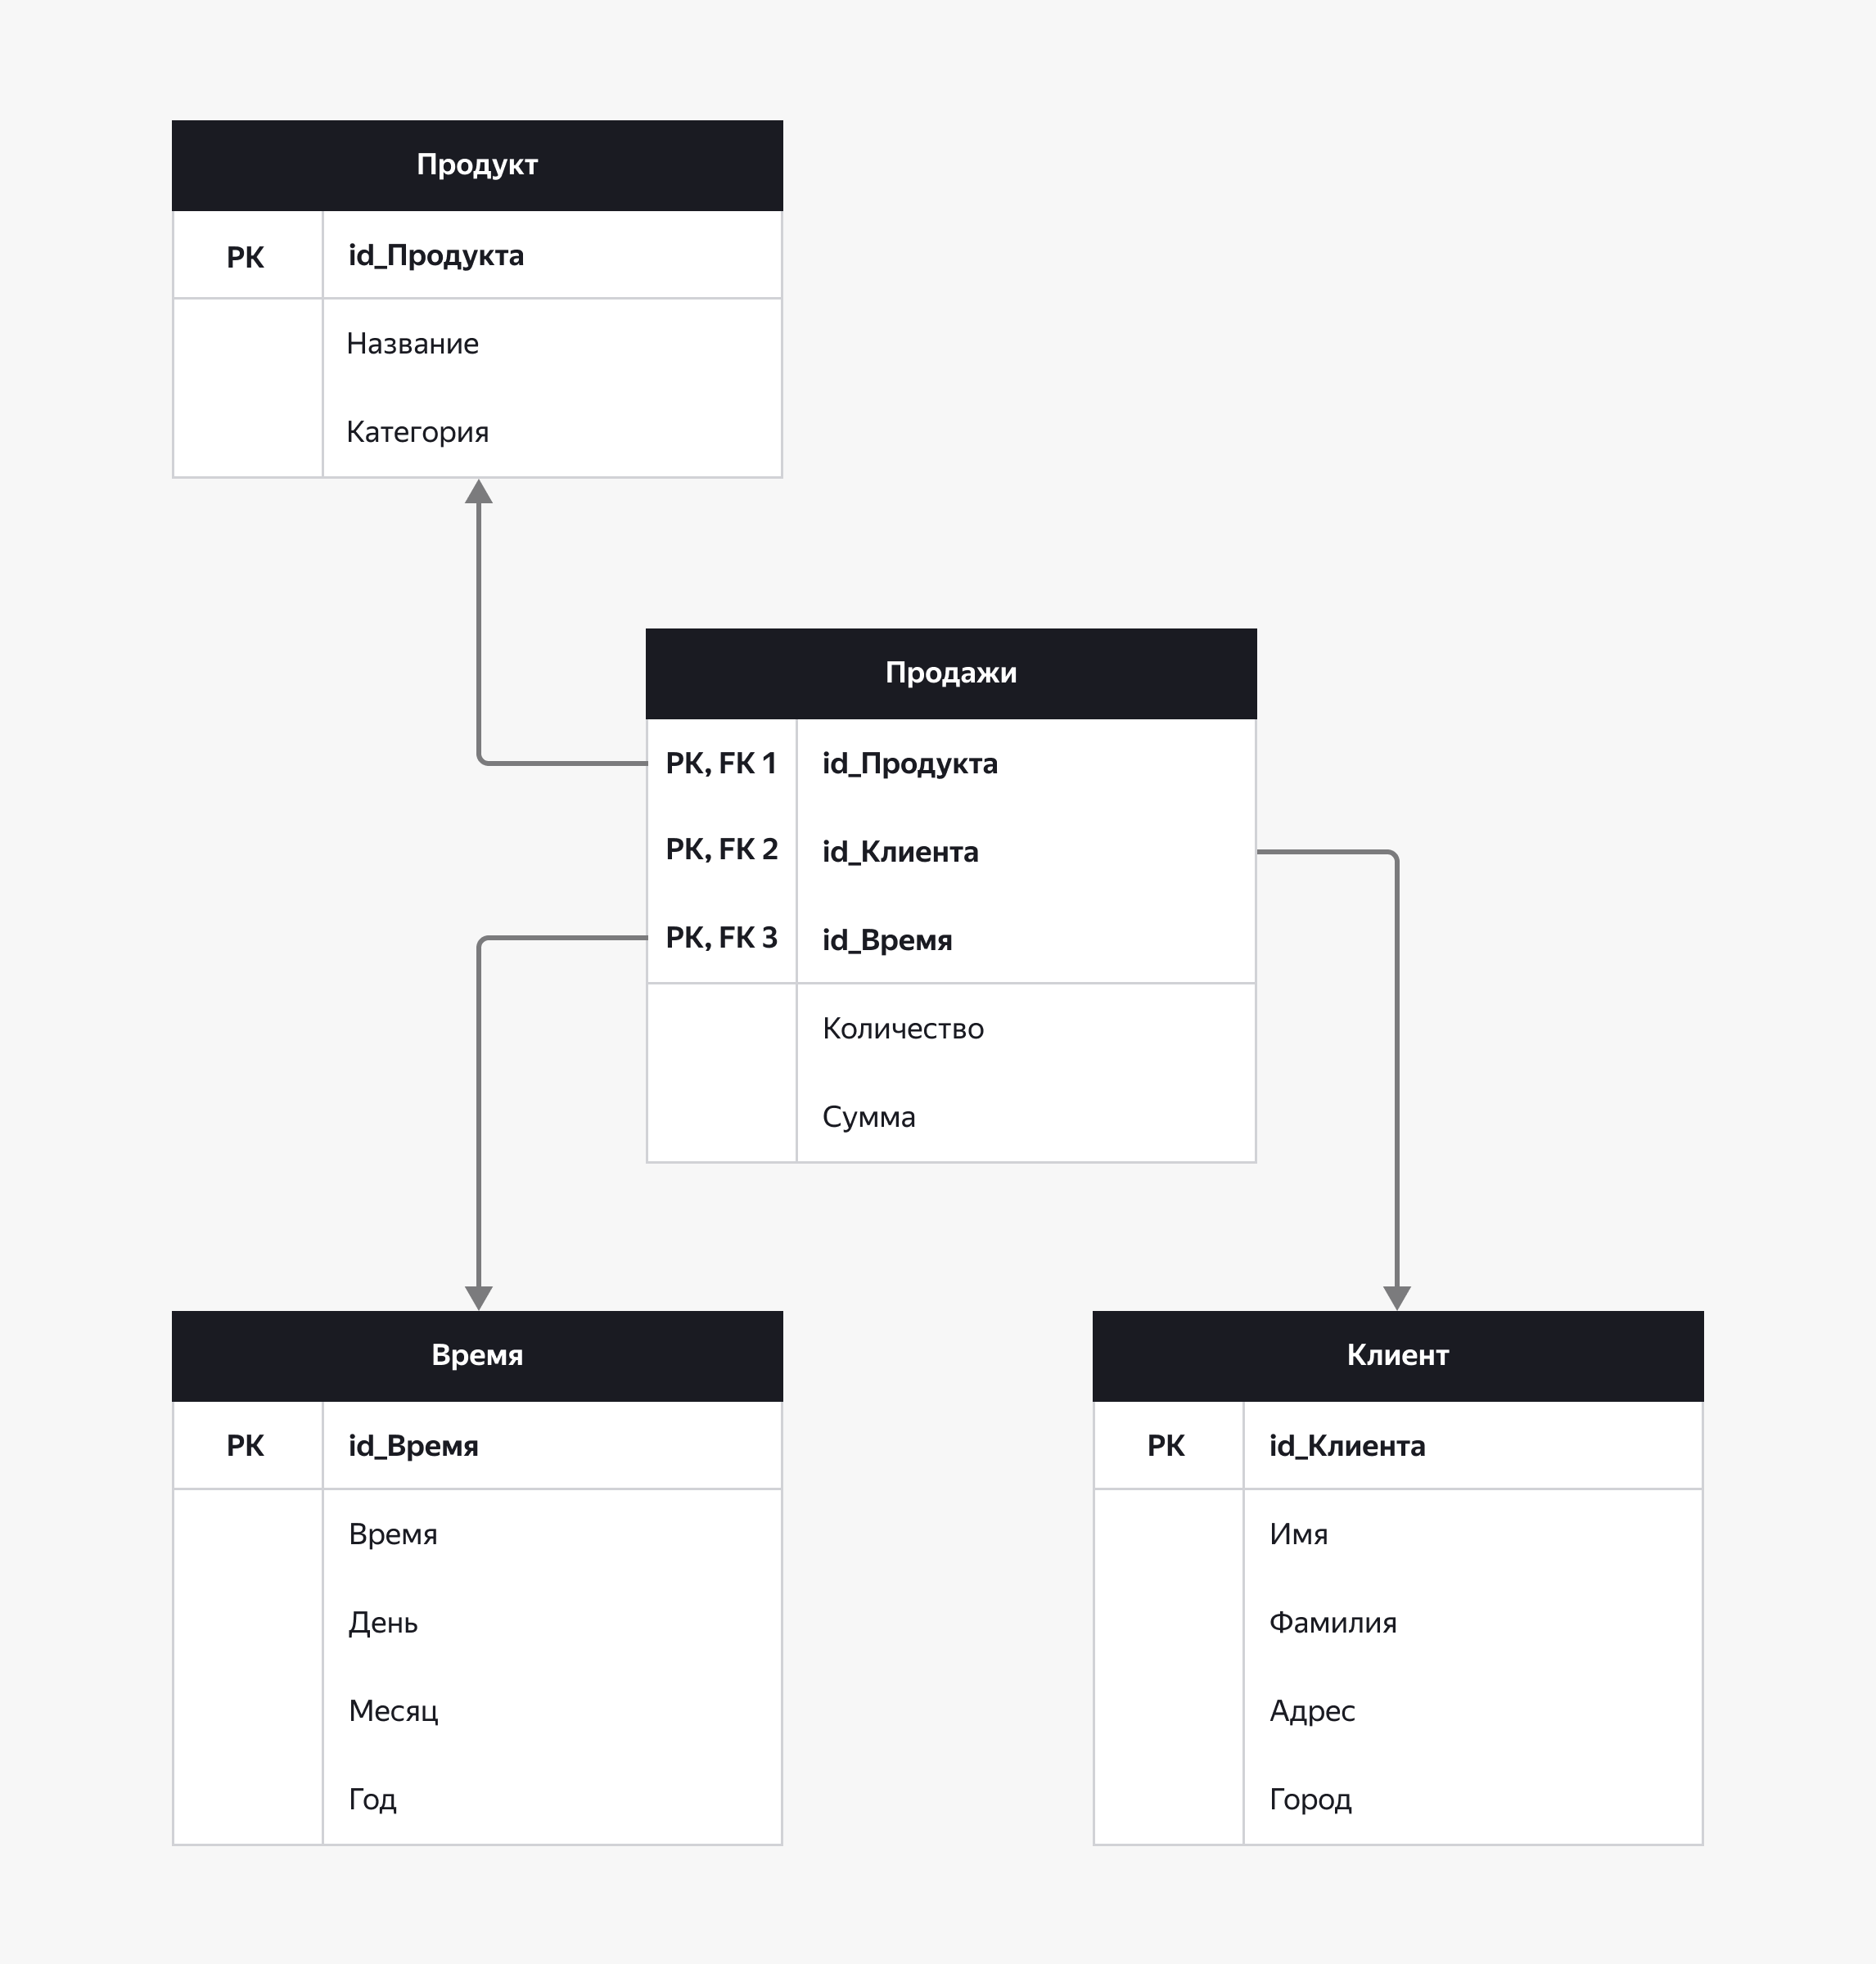 Продукт
PK id_Продукта
Название
Категория
Продажи
PK, FK 1 id_Продукта
PK, FK 2 id_Клиента
PK, FK 3 id_Время
Количество
Сумма
Время
PK id_Время
Время
День
Месяц
Год
Клиент
PK id_Клиента
Имя
Фамилия
Адрес
Город